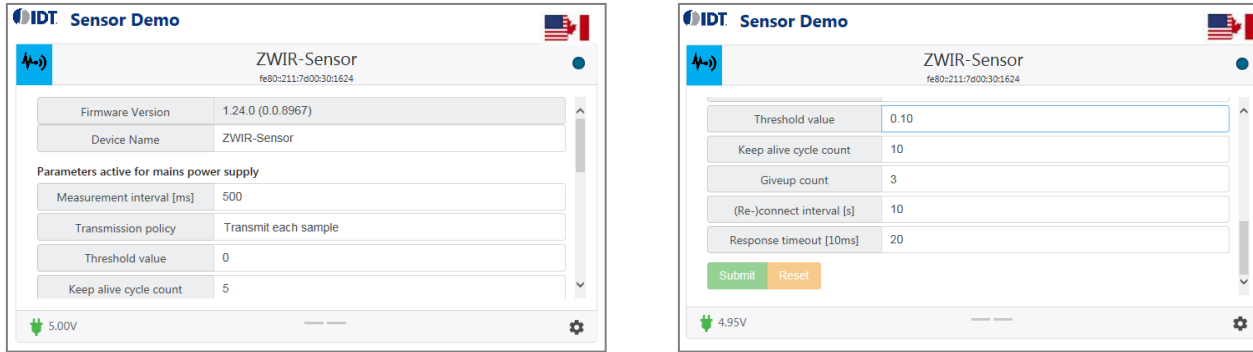 IDT. Sensor Demo
ZWIR-Sensor
fe80::211:7d00:30:1624
Firmware Version 1.24.0 (0.0.8967)
Device Name ZWIR-Sensor
Parameters active for mains power supply
Measurement interval [ms] 500
Transmission policy Transmit each sample
Threshold value 0
Keep alive cycle count 5
5.00V
IDT. Sensor Demo
ZWIR-Sensor
fe80::211:7d00:30:1624
Threshold value 0.10
Keep alive cycle count 10
Giveup count 3
(Re-)connect interval [s] 10
Response timeout [10ms] 20
Submit Reset
4.95V